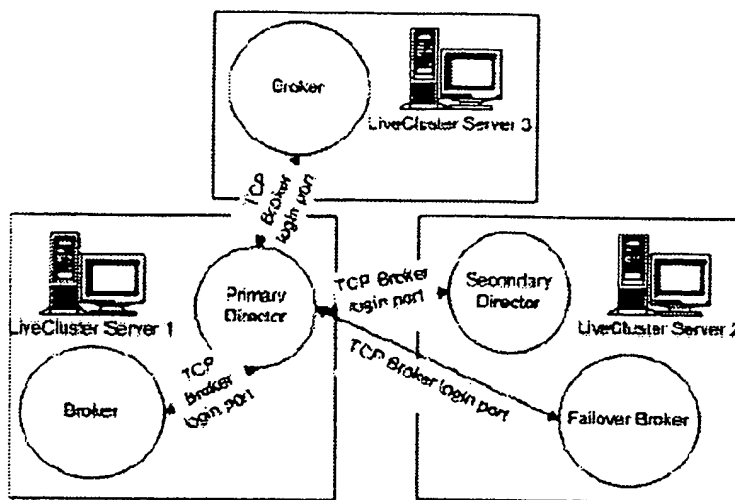 Broker
LiveCluster Server 3
TCP
Broker
login port
Primary
Director
LiveCluster Server 1
TCP
Broker
login port
Broker
TCP Broker
login port
Secondary
Director
LiveCluster Server 2
TCP Broker login port
Failover Broker